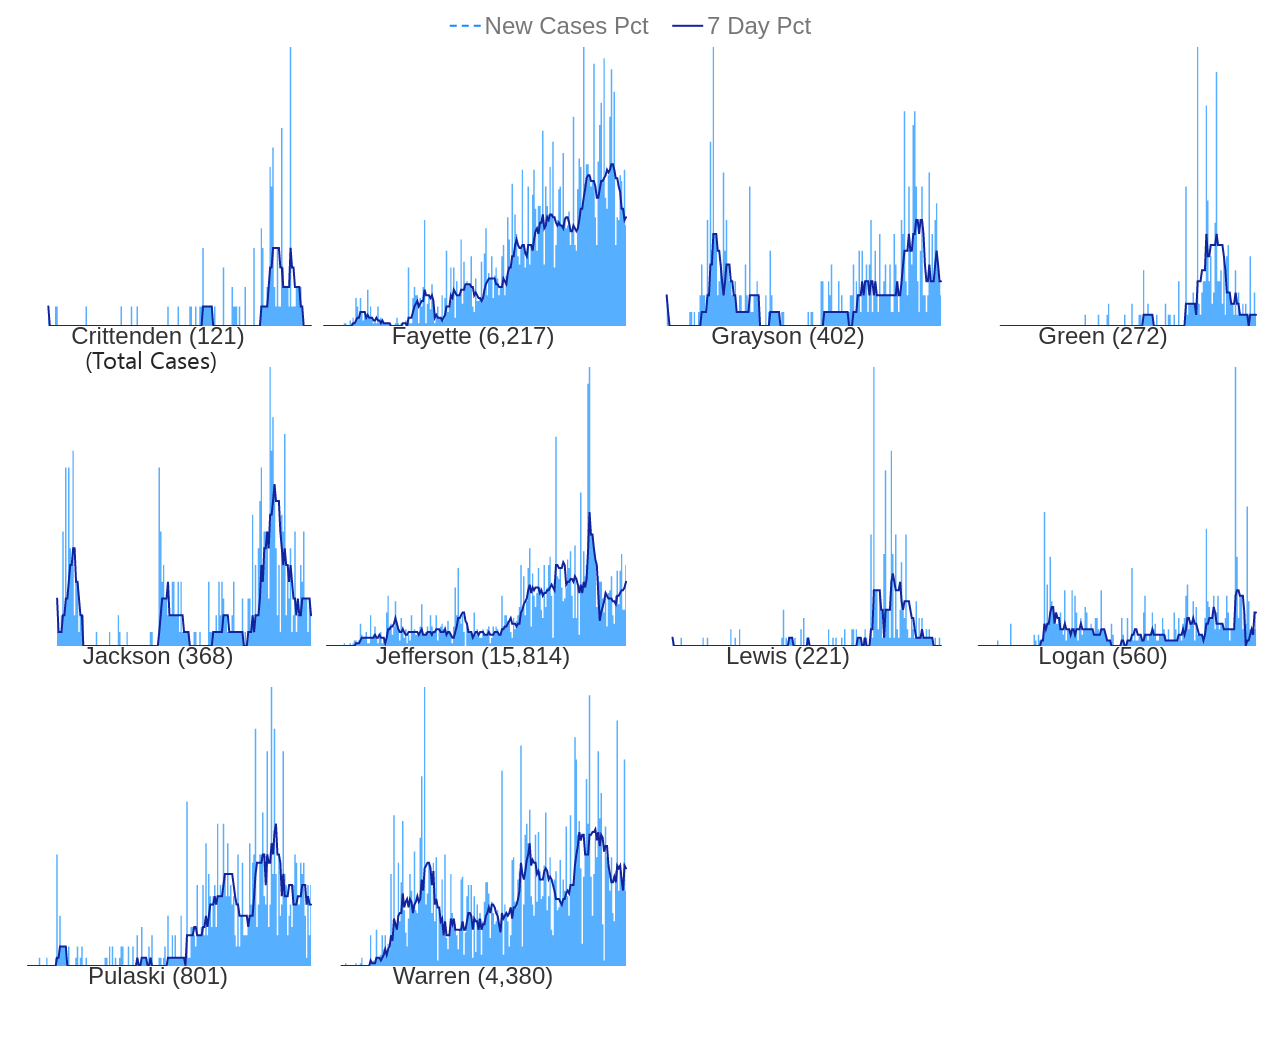 New Cases Pct 7 Day Pct
Crittenden (121) Fayette (6,217) Grayson (402) Green (272)
(Total Cases)
Jackson (368) Jefferson (15,814) Lewis (221) Logan (560)
Pulaski (801) Warren (4,380)